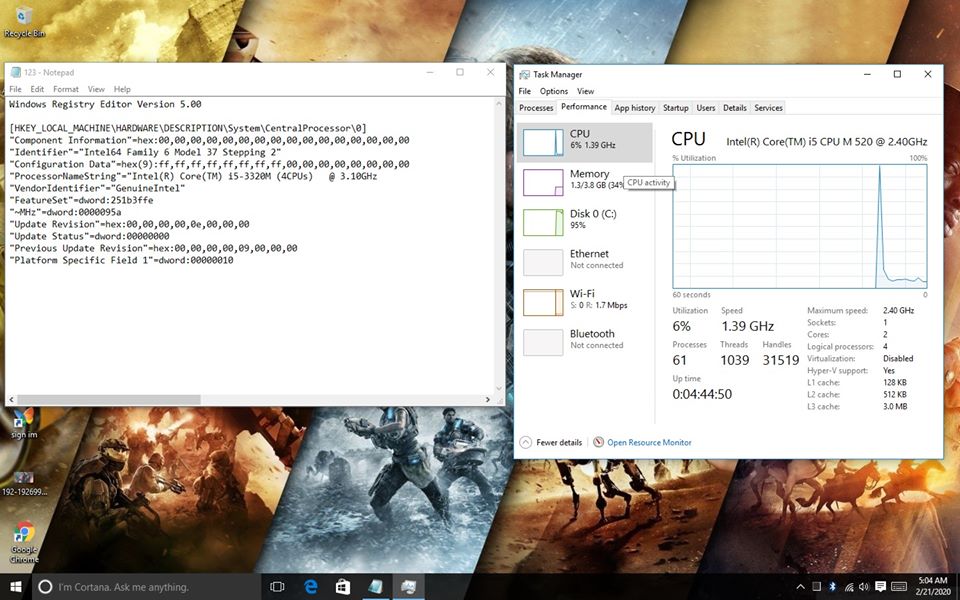 Recycle Bin
123 - Notepad
File Edit Format View Help
Windows Registry Editor Version 5.00
[HKEY_LOCAL_MACHINE\HARDWARE\DESCRIPTION\System\CentralProcessor\0]
"Component Information"=hex:00,00,00,00,00,00,00,00,00,00,00,00,00,00,00,00
"Identifier"="Intel64 Family 6 Model 37 Stepping 2"
"Configuration Data"=hex(9):ff,ff,ff,ff,ff,ff,ff,ff,00,00,00,00,00,00,00,00
"ProcessorNameString"="Intel(R) Core(TM) i5-3320M (4CPUs)   @ 3.10GHz
"VendorIdentifier"="GenuineIntel"
"FeatureSet"=dword:251b3ffe
"~MHz"=dword:0000095a
"Update Revision"=hex:00,00,00,00,0e,00,00,00
"Update Status"=dword:00000000
"Previous Update Revision"=hex:00,00,00,00,09,00,00,00
"Platform Specific Field 1"=dword:00000010
sign im
192-192699...
Google
Chrome
Task Manager
File Options View
Processes Performance App history Startup Users Details Services
CPU
6% 1.39 GHz
Memory
1.3/3.8 GB (34%
CPU activity
Disk 0 (C:)
95%
Ethernet
Not connected
Wi-Fi
S: 0 R: 1.7 Mbps
Bluetooth
Not connected
CPU Intel(R) Core(TM) i5 CPU M 520 @ 2.40GHz
% Utilization 100%
60 seconds 0
Utilization Speed
6% 1.39 GHz
Processes Threads Handles
61 1039 31519
Up time
0:04:44:50
Maximum speed: 2.40 GHz
Sockets: 1
Cores: 2
Logical processors: 4
Virtualization: Disabled
Hyper-V support: Yes
L1 cache: 128 KB
L2 cache: 512 KB
L3 cache: 3.0 MB
Fewer details Open Resource Monitor
I'm Cortana. Ask me anything.
5:04 AM
2/21/2020